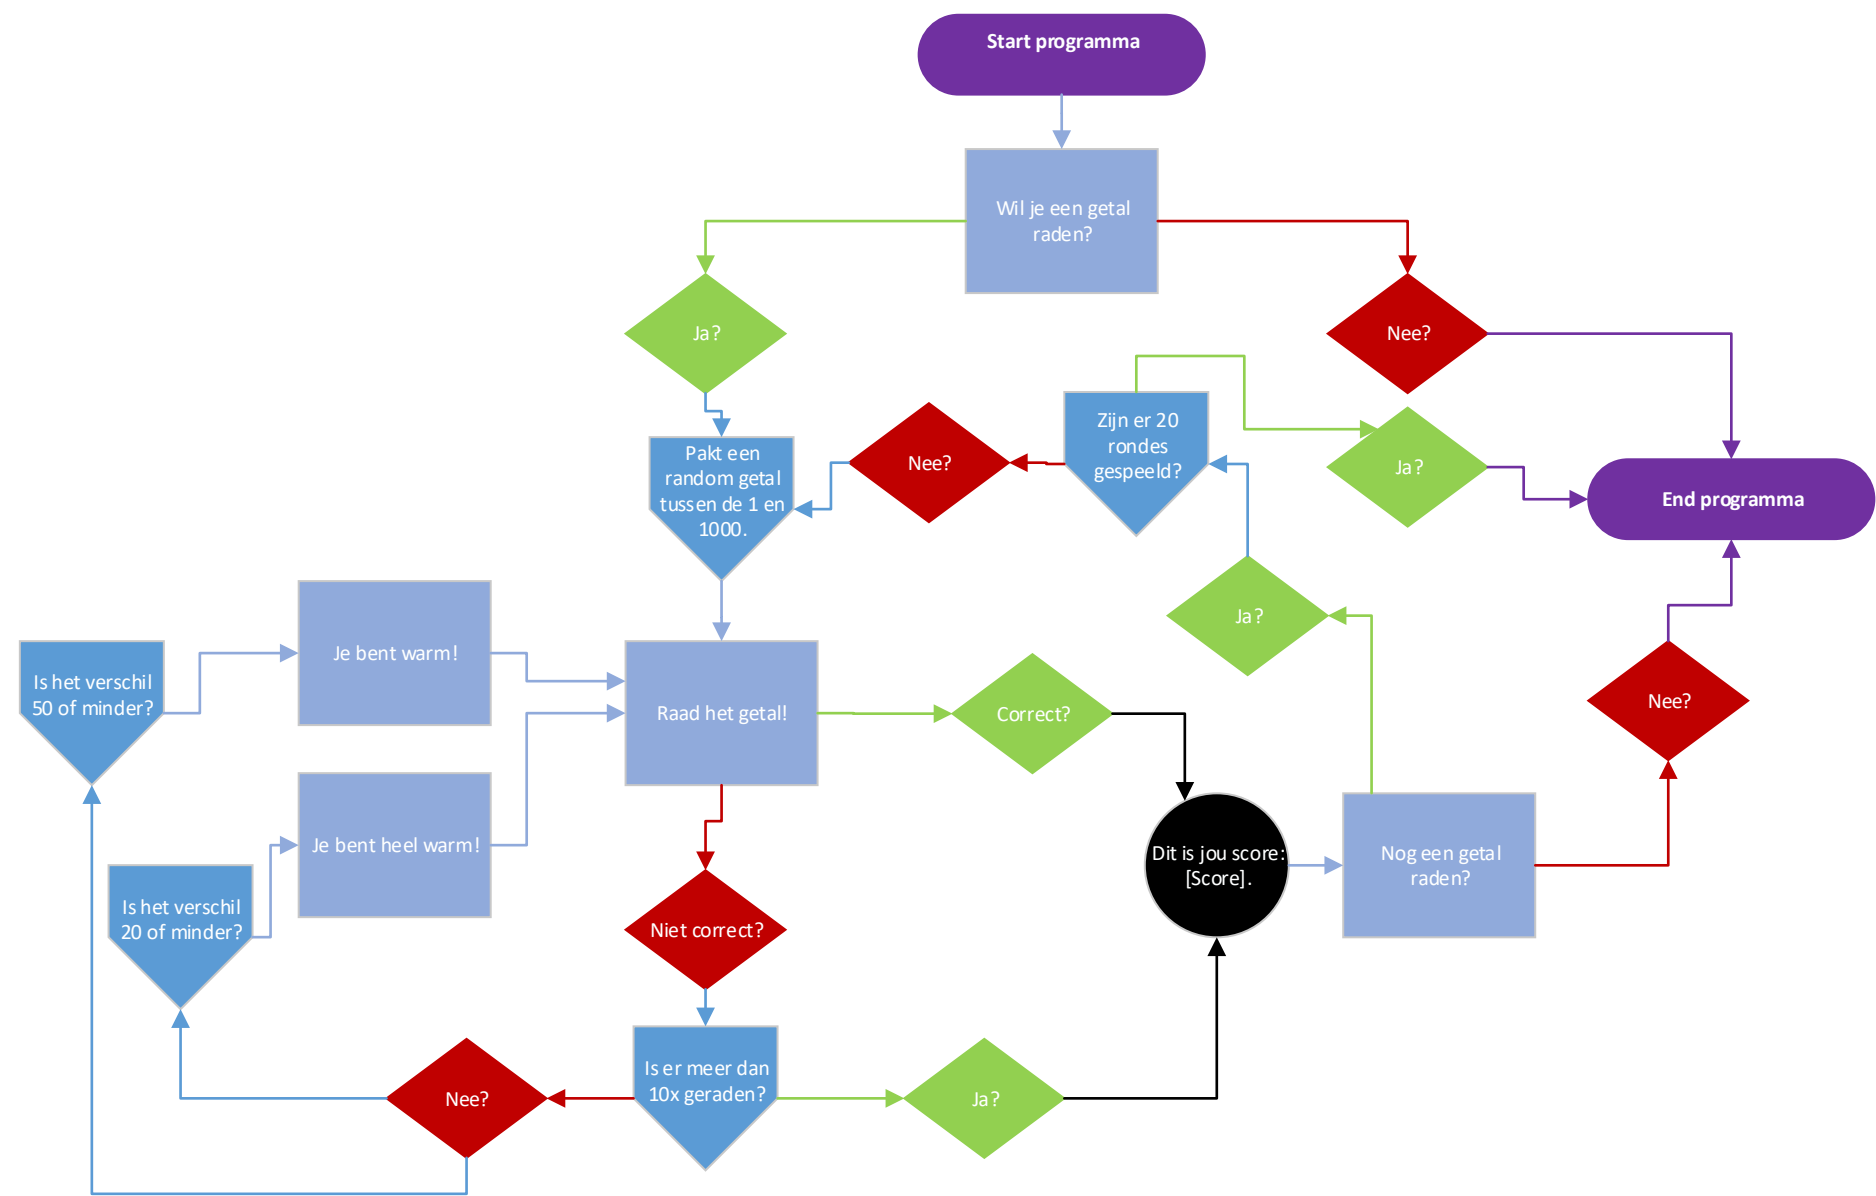 Start programma
Wil je een getal
raden?
Ja?
Nee?
Zijn er 20
rondes
gespeeld?
Nee?
Ja?
Pakt een
random getal
tussen de 1 en
1000.
End programma
Ja?
Je bent warm!
Is het verschil
50 of minder?
Raad het getal!
Correct?
Nee?
Je bent heel warm!
Dit is jou score:
[Score].
Nog een getal
raden?
Is het verschil
20 of minder?
Niet correct?
Is er meer dan
10x geraden?
Nee?
Ja?